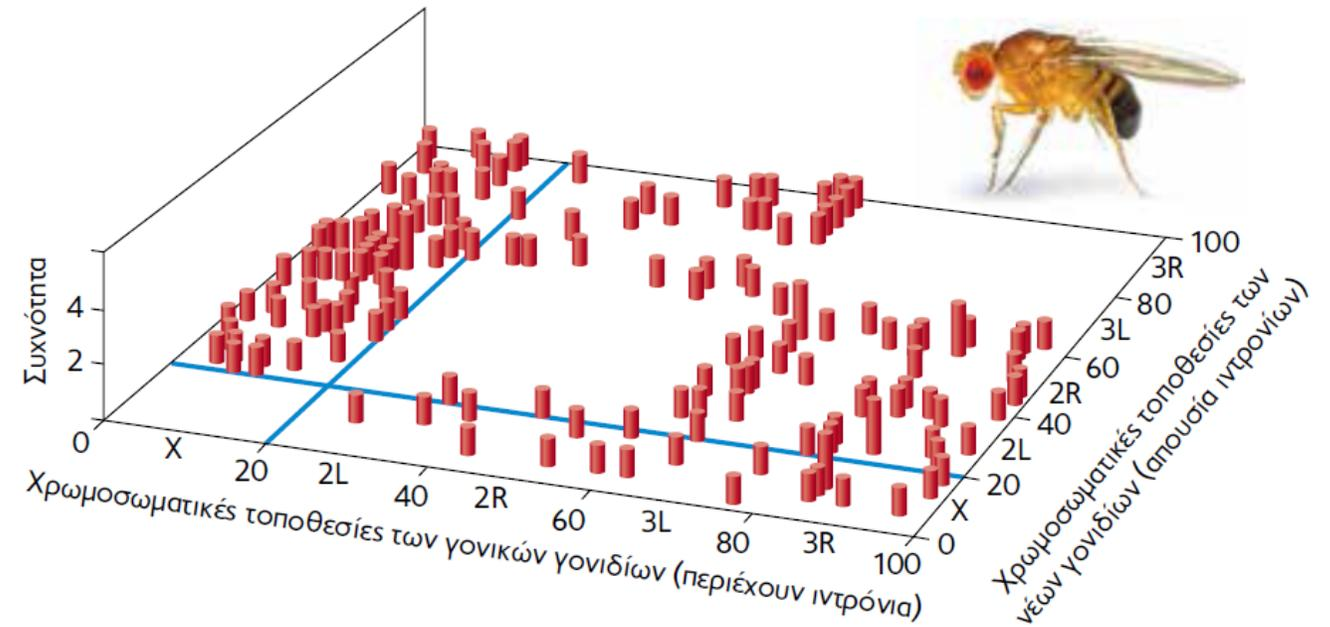 Συχνότητα
4
2
0
X
20
2L
40
2R
60
3L
80
3R
100
Χρωμοσωματικές τοποθεσίες των γονικών γονιδίων (περιέχουν ιντρόνια)
0
X
20
2L
40
2R
60
3L
80
3R
100
Χρωμοσωματικές τοποθεσίες των
νέων γονιδίων (απουσία ιντρονίων)